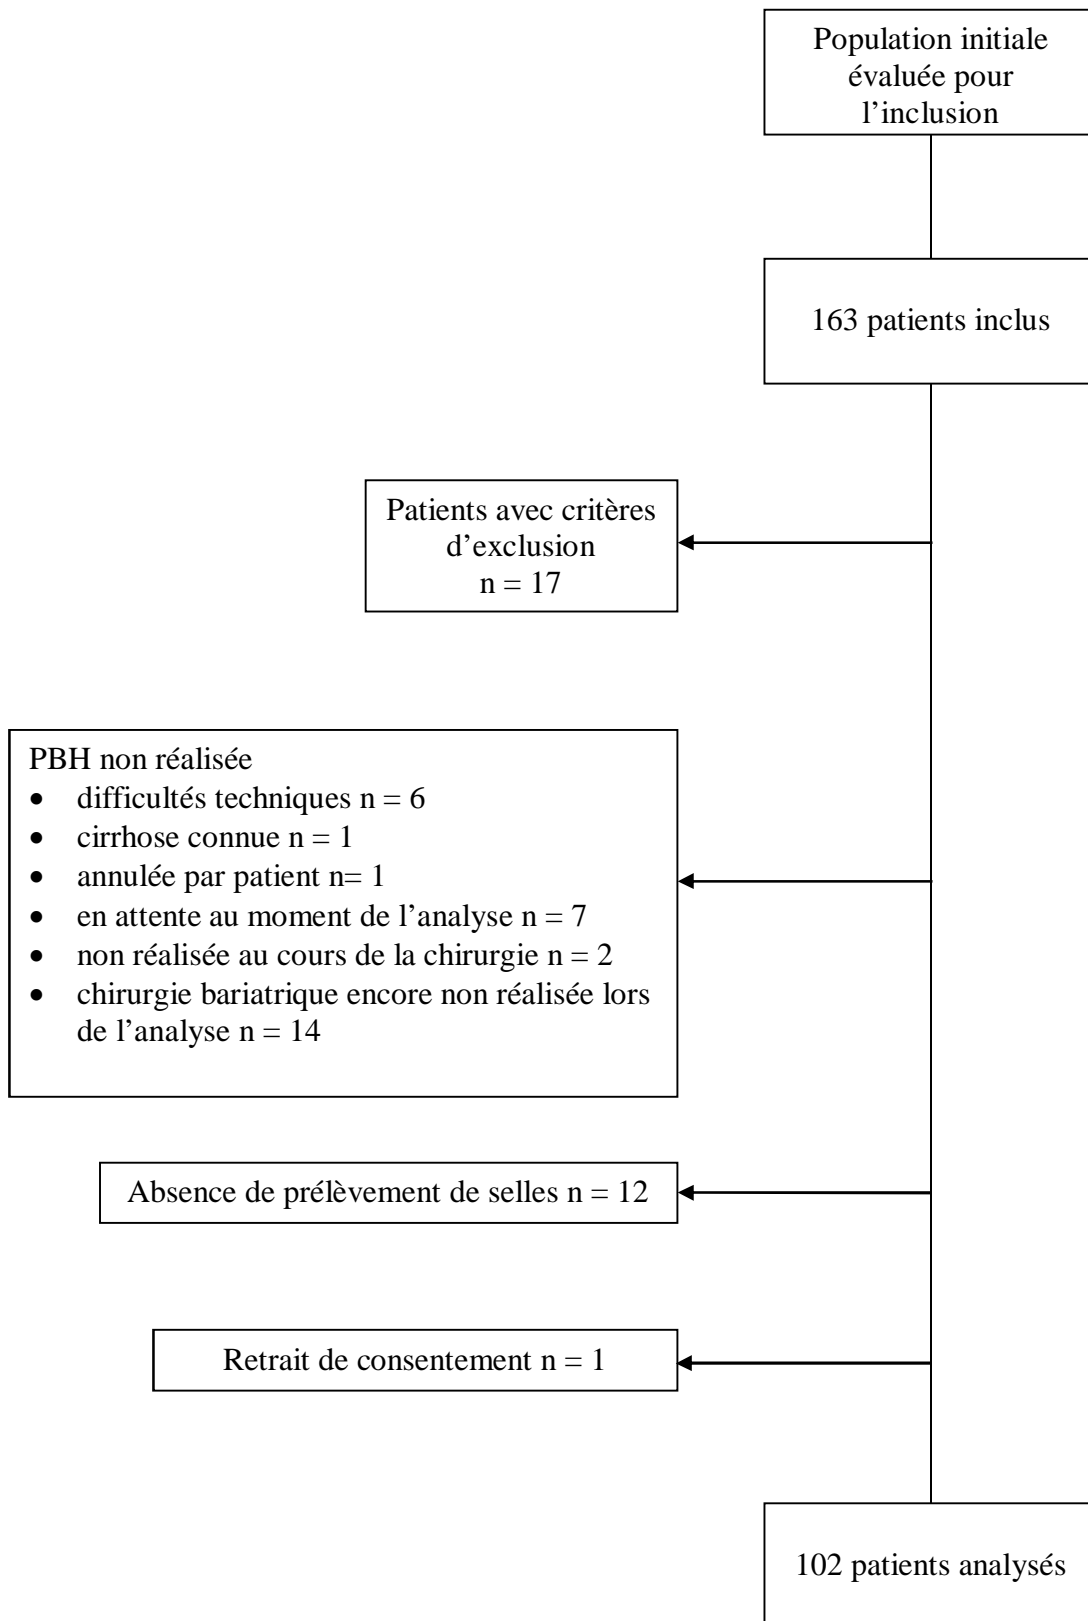 Population initiale
évaluée pour
l’inclusion
163 patients inclus
Patients avec critères
d’exclusion
n = 17
PBH non réalisée
• difficultés techniques n = 6
• cirrhose connue n = 1
• annulée par patient n= 1
• en attente au moment de l’analyse n = 7
• non réalisée au cours de la chirurgie n = 2
• chirurgie bariatrique encore non réalisée lors
de l’analyse n = 14
Absence de prélèvement de selles n = 12
Retrait de consentement n = 1
102 patients analysés